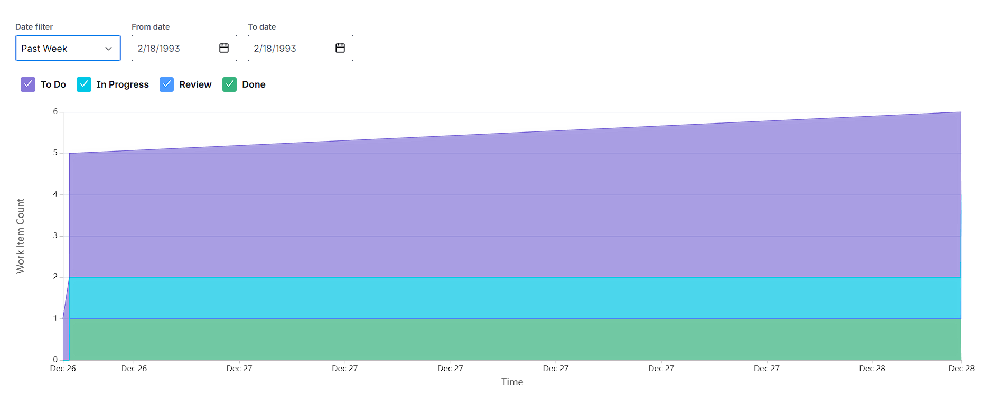 Date filter From date To date
Past Week 2/18/1993 2/18/1993
To Do In Progress Review Done
6
5
4
3
2
1
0
Work Item Count
Dec 26 Dec 26 Dec 27 Dec 27 Dec 27 Dec 27 Dec 27 Dec 27 Dec 28 Dec 28
Time